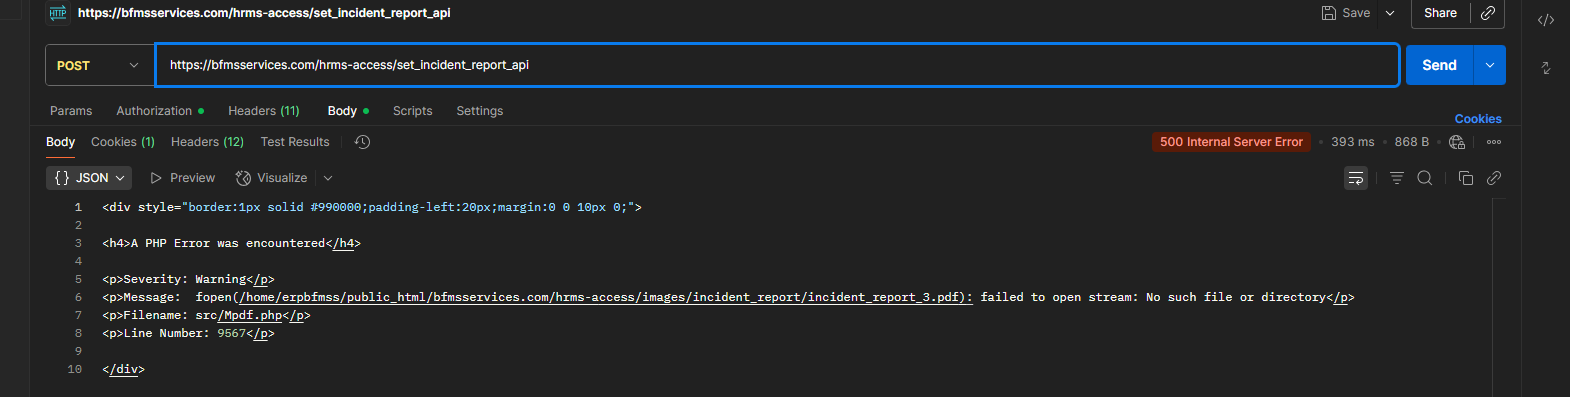 HTTP https://bfmsservices.com/hrms-access/set_incident_report_api Save Share
POST https://bfmsservices.com/hrms-access/set_incident_report_api Send
Params Authorization Headers (11) Body Scripts Settings
Cookies
Body Cookies (1) Headers (12) Test Results 500 Internal Server Error 393 ms 868 B
{} JSON Preview Visualize
1 <div style="border:1px solid #990000;padding-left:20px;margin:0 0 10px 0;">
2
3 <h4>A PHP Error was encountered</h4>
4
5 <p>Severity: Warning</p>
6 <p>Message:  fopen(/home/erpbfmss/public_html/bfmsservices.com/hrms-access/images/incident_report/incident_report_3.pdf): failed to open stream: No such file or directory</p>
7 <p>Filename: src/Mpdf.php</p>
8 <p>Line Number: 9567</p>
9
10 </div>